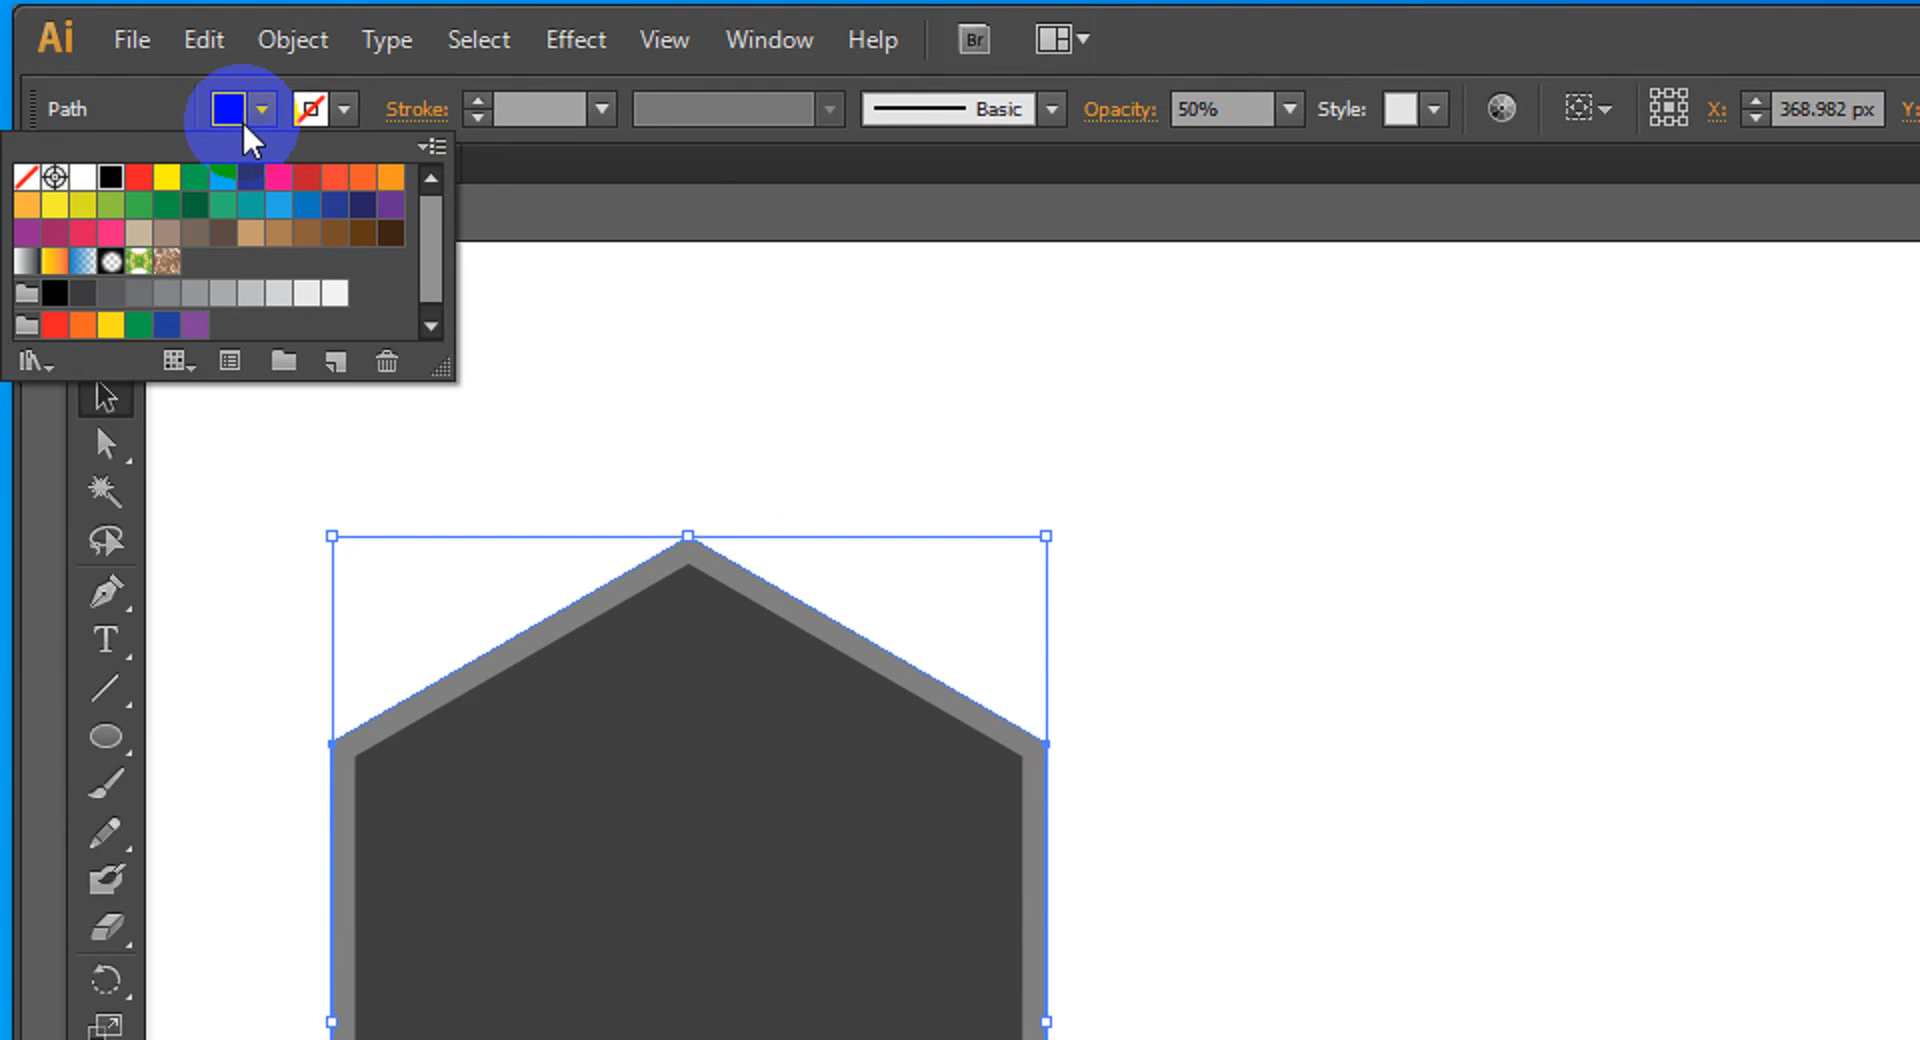 Ai File Edit Object Type Select Effect View Window Help Br
Path Stroke: Basic Opacity: 50% Style: X: 368.982 px Y:
T